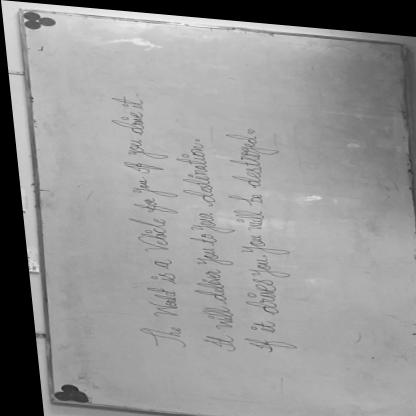 The World is a Vehicle for you if you drive it.
It will deliver you to your destination.
If it drives you you will be destroyed.